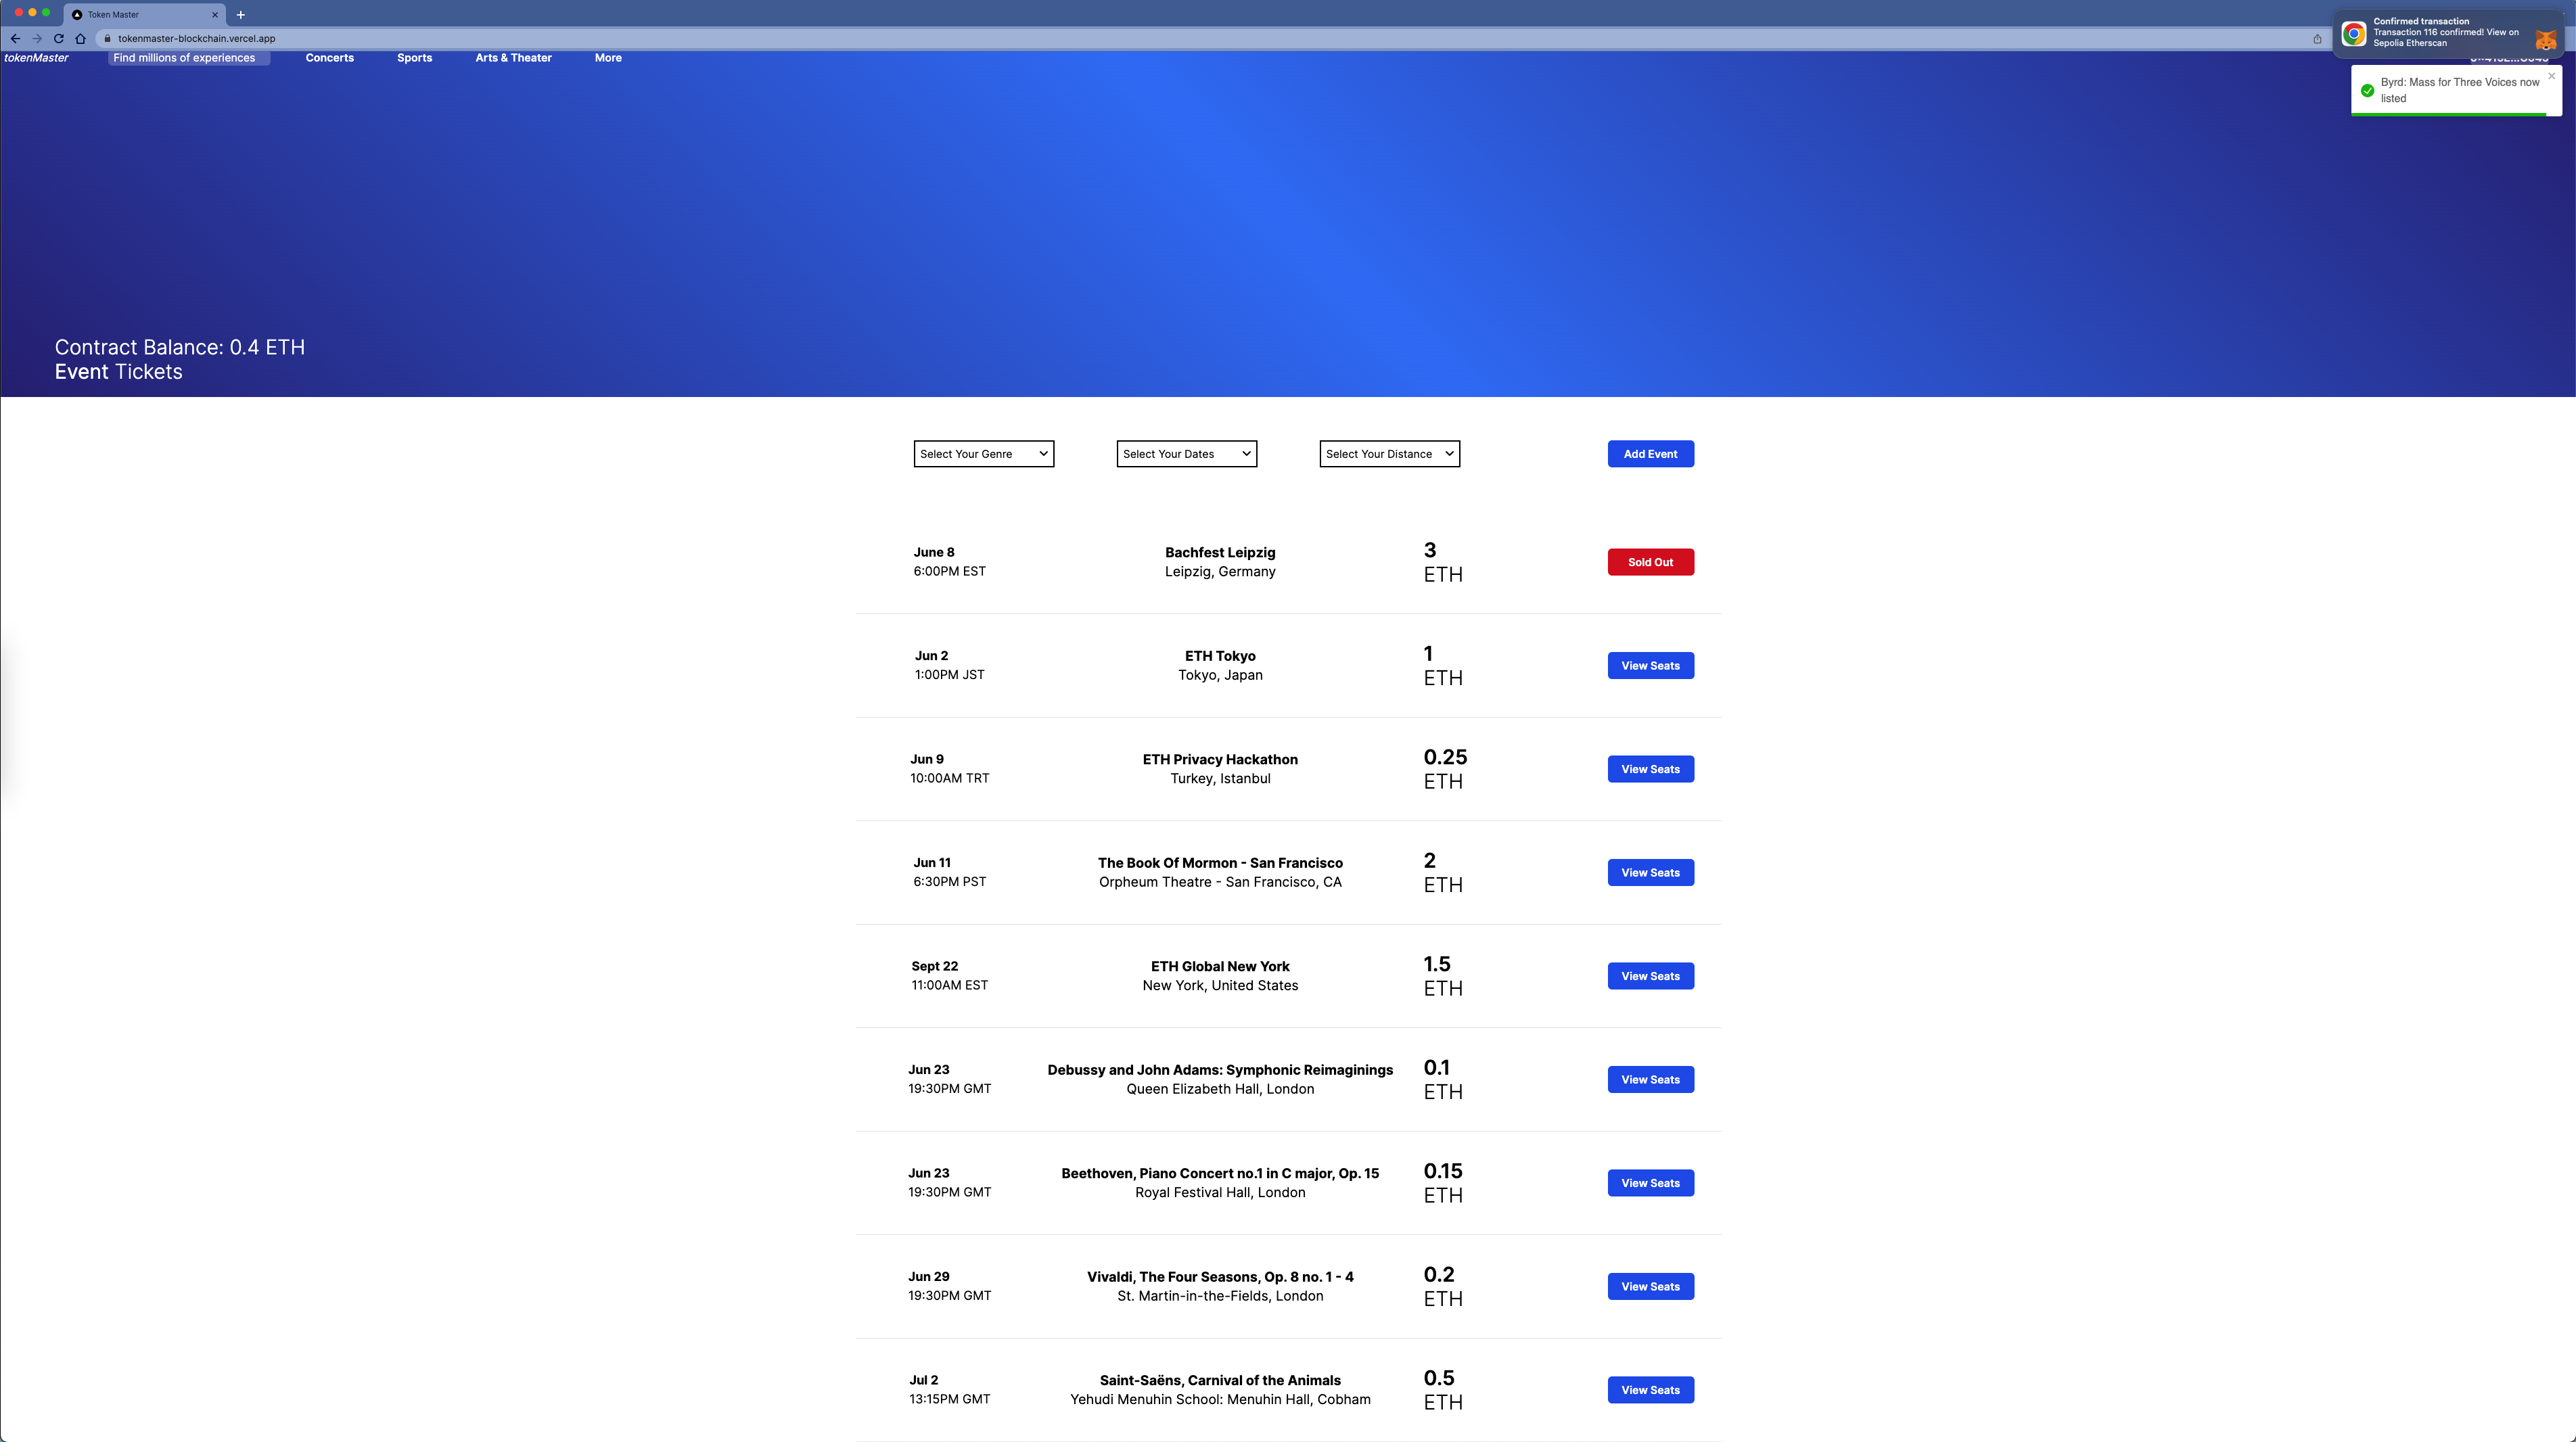 Token Master
tokenmaster-blockchain.vercel.app
Confirmed transaction
Transaction 116 confirmed! View on
Sepolia Etherscan
tokenMaster
Find millions of experiences
Concerts
Sports
Arts & Theater
More
Byrd: Mass for Three Voices now
listed
Contract Balance: 0.4 ETH
Event Tickets
Select Your Genre
Select Your Dates
Select Your Distance
Add Event
June 8
6:00PM EST
Bachfest Leipzig
Leipzig, Germany
3
ETH
Sold Out
Jun 2
1:00PM JST
ETH Tokyo
Tokyo, Japan
1
ETH
View Seats
Jun 9
10:00AM TRT
ETH Privacy Hackathon
Turkey, Istanbul
0.25
ETH
View Seats
Jun 11
6:30PM PST
The Book Of Mormon - San Francisco
Orpheum Theatre - San Francisco, CA
2
ETH
View Seats
Sept 22
11:00AM EST
ETH Global New York
New York, United States
1.5
ETH
View Seats
Jun 23
19:30PM GMT
Debussy and John Adams: Symphonic Reimaginings
Queen Elizabeth Hall, London
0.1
ETH
View Seats
Jun 23
19:30PM GMT
Beethoven, Piano Concert no.1 in C major, Op. 15
Royal Festival Hall, London
0.15
ETH
View Seats
Jun 29
19:30PM GMT
Vivaldi, The Four Seasons, Op. 8 no. 1 - 4
St. Martin-in-the-Fields, London
0.2
ETH
View Seats
Jul 2
13:15PM GMT
Saint-Saëns, Carnival of the Animals
Yehudi Menuhin School: Menuhin Hall, Cobham
0.5
ETH
View Seats